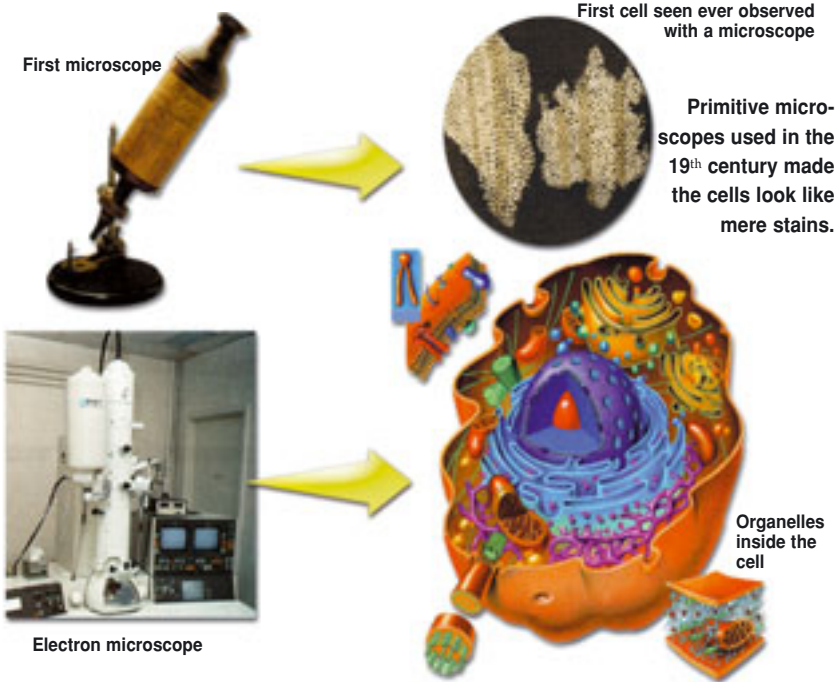 First cell seen ever observed
with a microscope
First microscope
Primitive micro-
scopes used in the
19th century made
the cells look like
mere stains.
Organelles
inside the
cell
Electron microscope